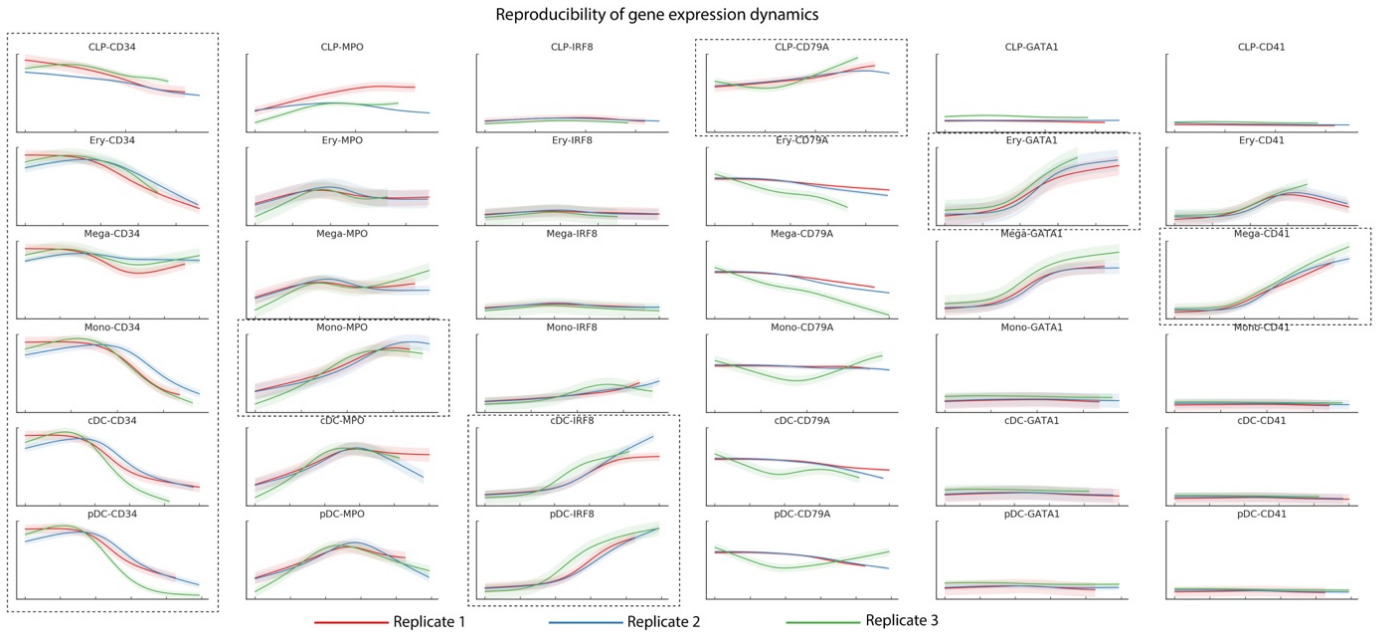 Reproducibility of gene expression dynamics
CLP-CD34 CLP-MPO CLP-IRF8 CLP-CD79A CLP-GATA1 CLP-CD41
Ery-CD34 Ery-MPO Ery-IRF8 Ery-CD79A Ery-GATA1 Ery-CD41
Mega-CD34 Mega-MPO Mega-IRF8 Mega-CD79A Mega-GATA1 Mega-CD41
Mono-CD34 Mono-MPO Mono-IRF8 Mono-CD79A Mono-GATA1 Mono-CD41
cDC-CD34 cDC-MPO cDC-IRF8 cDC-CD79A cDC-GATA1 cDC-CD41
pDC-CD34 pDC-MPO pDC-IRF8 pDC-CD79A pDC-GATA1 pDC-CD41
Replicate 1 Replicate 2 Replicate 3